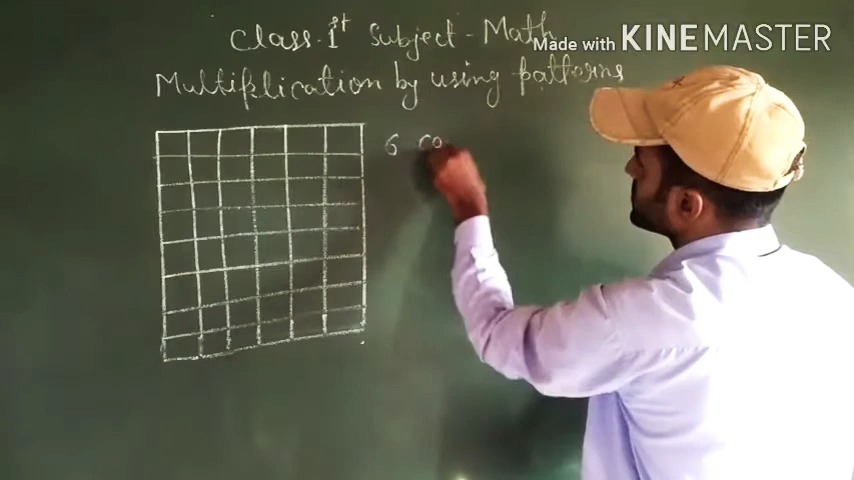 Class-1st Subject-Math
Made with KINEMASTER
Multiplication by using patterns
6 co